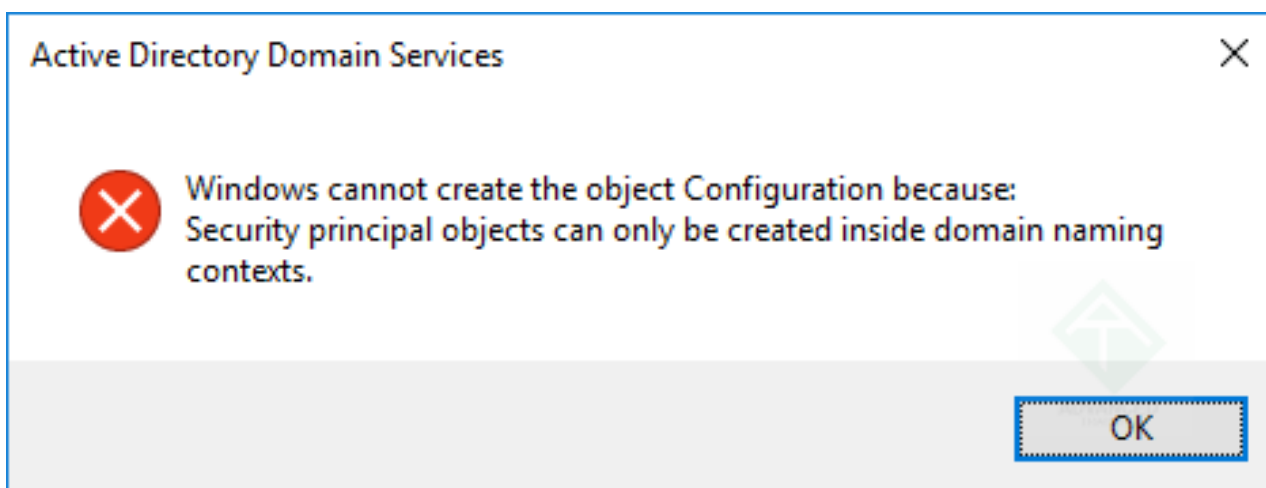 Active Directory Domain Services
Windows cannot create the object Configuration because:
Security principal objects can only be created inside domain naming
contexts.
OK